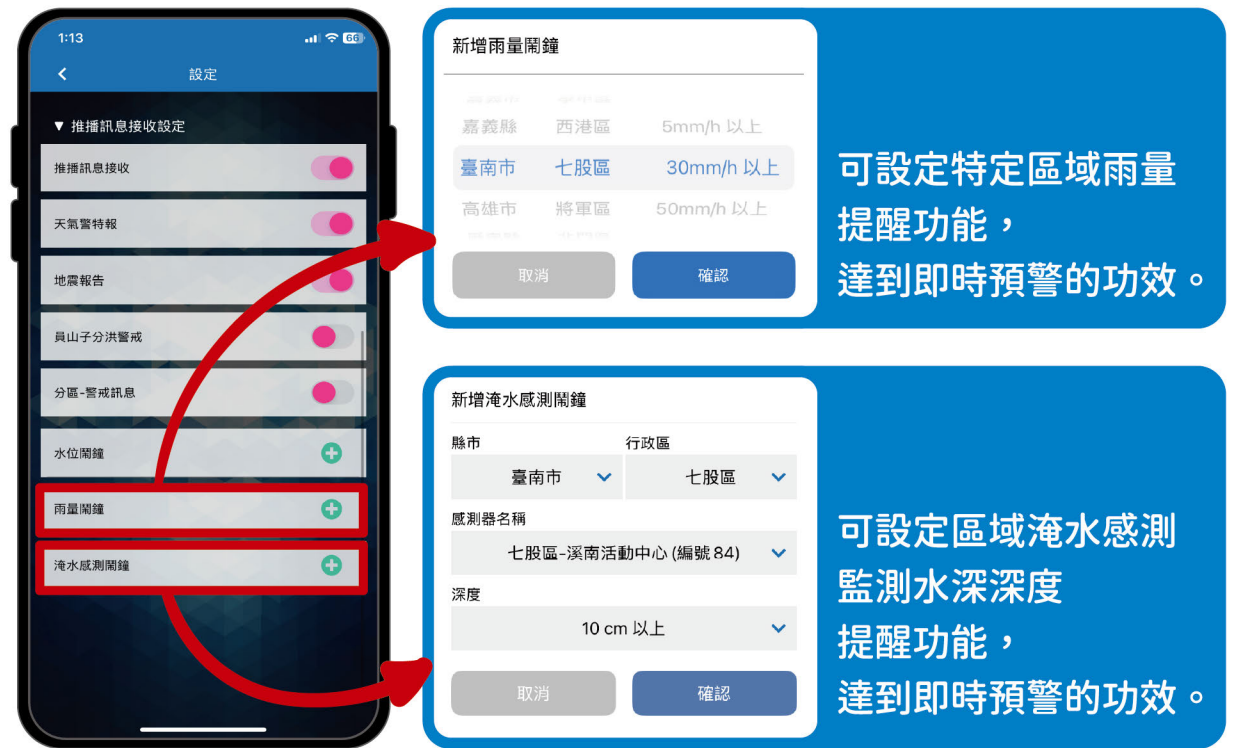 1:13
66
設定
▼ 推播訊息接收設定
推播訊息接收
天氣警特報
地震報告
員山子分洪警戒
分區-警戒訊息
水位鬧鐘
雨量鬧鐘
淹水感測鬧鐘
新增雨量鬧鐘
嘉義縣 西港區 5mm/h 以上
臺南市 七股區 30mm/h 以上
高雄市 將軍區 50mm/h 以上
取消 確認
可設定特定區域雨量
提醒功能，
達到即時預警的功效。
新增淹水感測鬧鐘
縣市 行政區
臺南市 七股區
感測器名稱
七股區-溪南活動中心 (編號 84)
深度
10 cm 以上
取消 確認
可設定區域淹水感測
監測水深深度
提醒功能，
達到即時預警的功效。